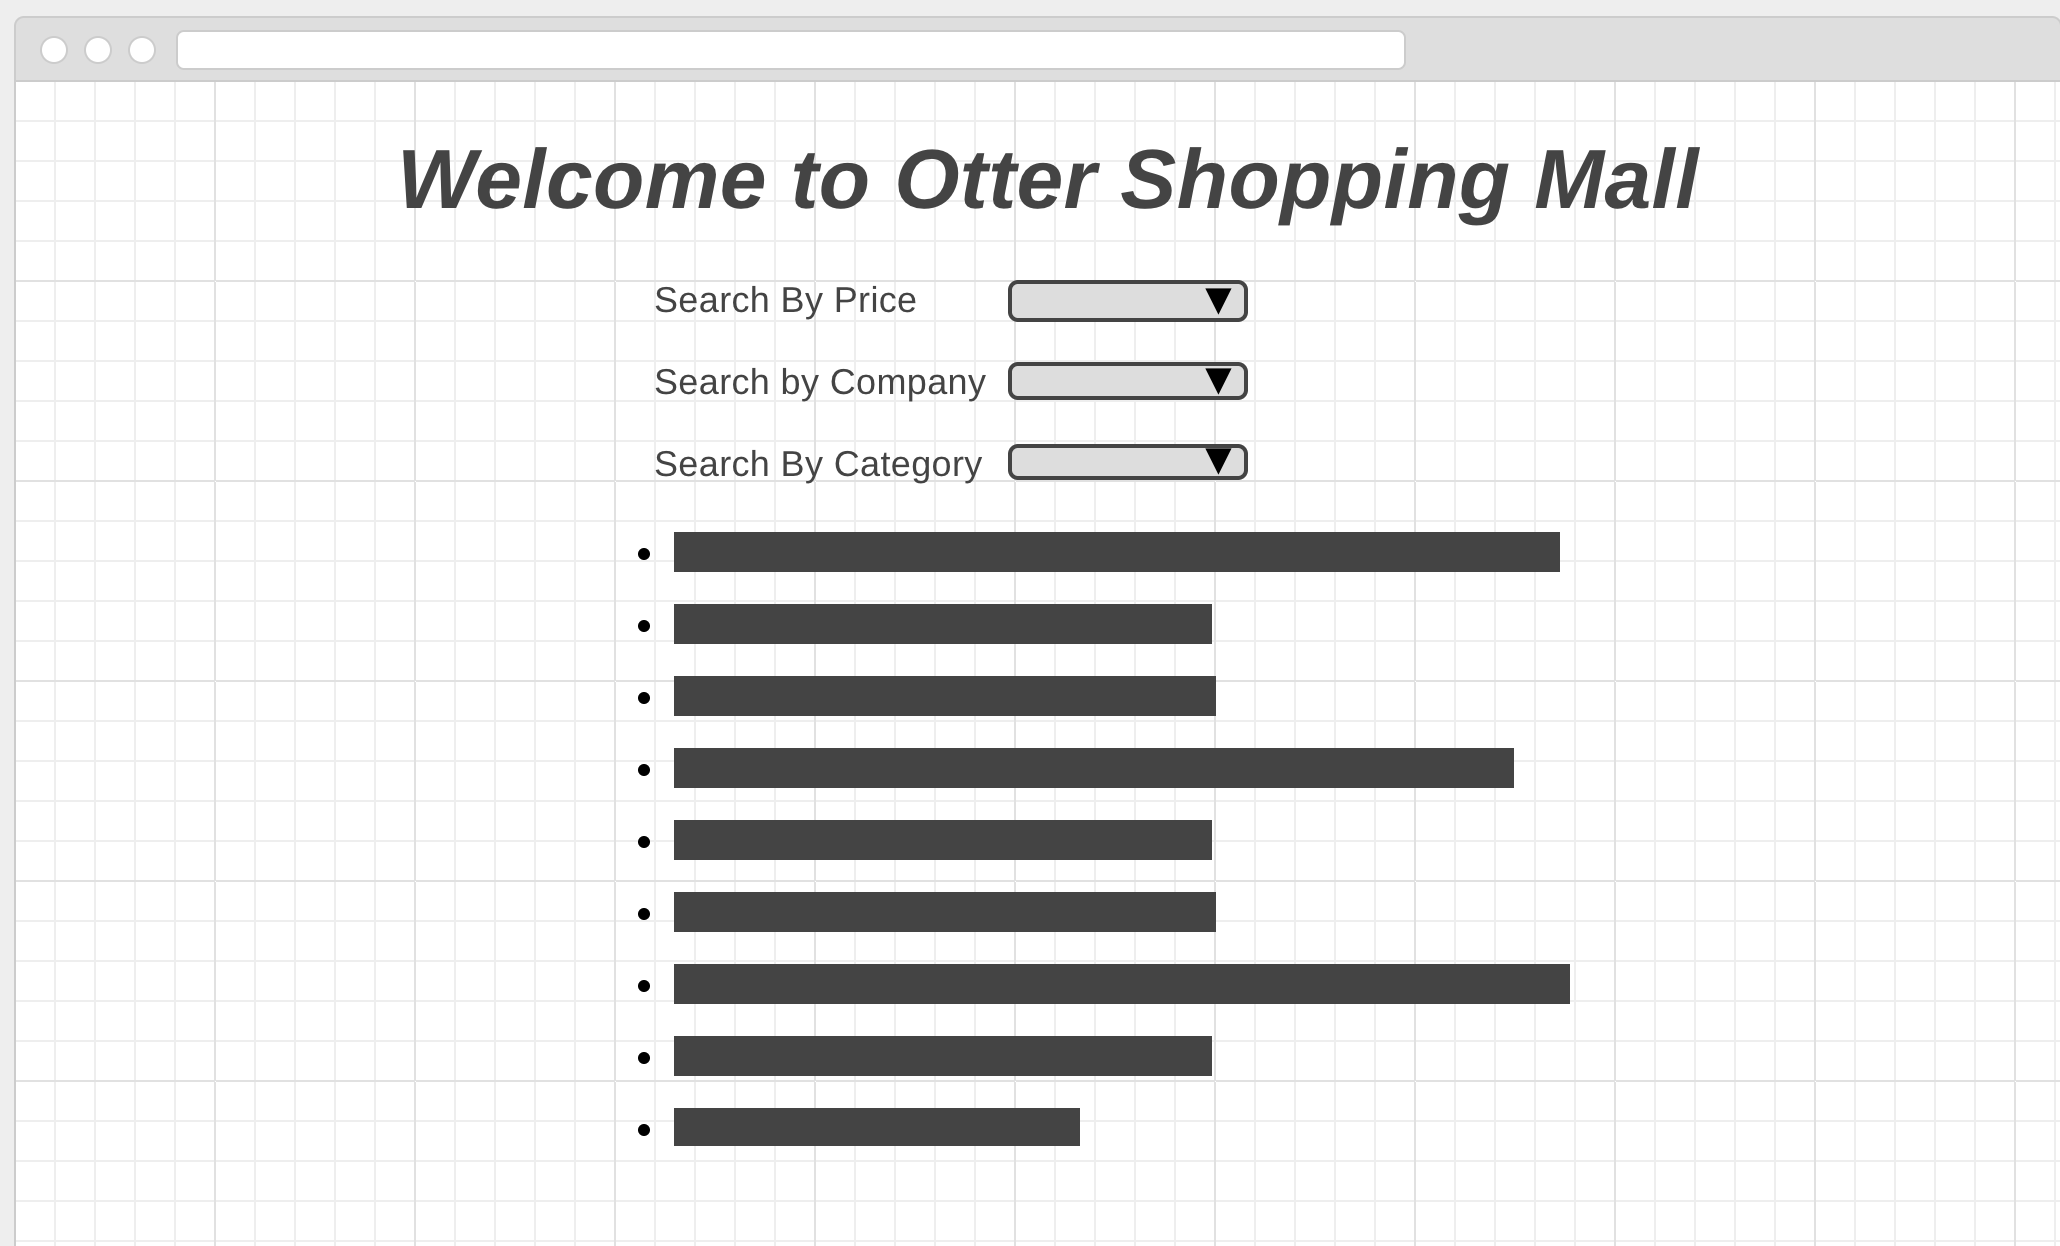 Welcome to Otter Shopping Mall
Search By Price
Search by Company
Search By Category